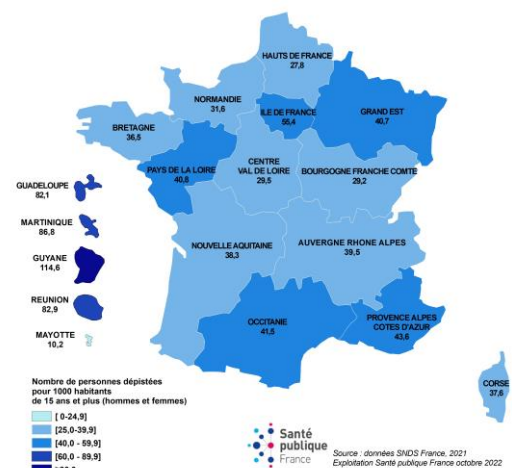 HAUTS DE FRANCE
27,8
NORMANDIE
31,6
ILE DE FRANCE
55,4
GRAND EST
40,7
BRETAGNE
36,5
PAYS DE LA LOIRE
40,8
CENTRE
VAL DE LOIRE
29,5
BOURGOGNE FRANCHE COMTE
29,2
GUADELOUPE
82,1
MARTINIQUE
86,8
GUYANE
114,6
REUNION
82,9
MAYOTTE
10,2
NOUVELLE AQUITAINE
38,3
AUVERGNE RHONE ALPES
39,5
OCCITANIE
41,5
PROVENCE ALPES
COTES D'AZUR
43,6
CORSE
37,6
Nombre de personnes dépistées
pour 1000 habitants
de 15 ans et plus (hommes et femmes)
[ 0-24,9]
[25,0-39,9]
[40,0 - 59,9]
[60,0 - 89,9]
Santé
publique
France
Source : données SNDS France, 2021
Exploitation Santé publique France octobre 2022